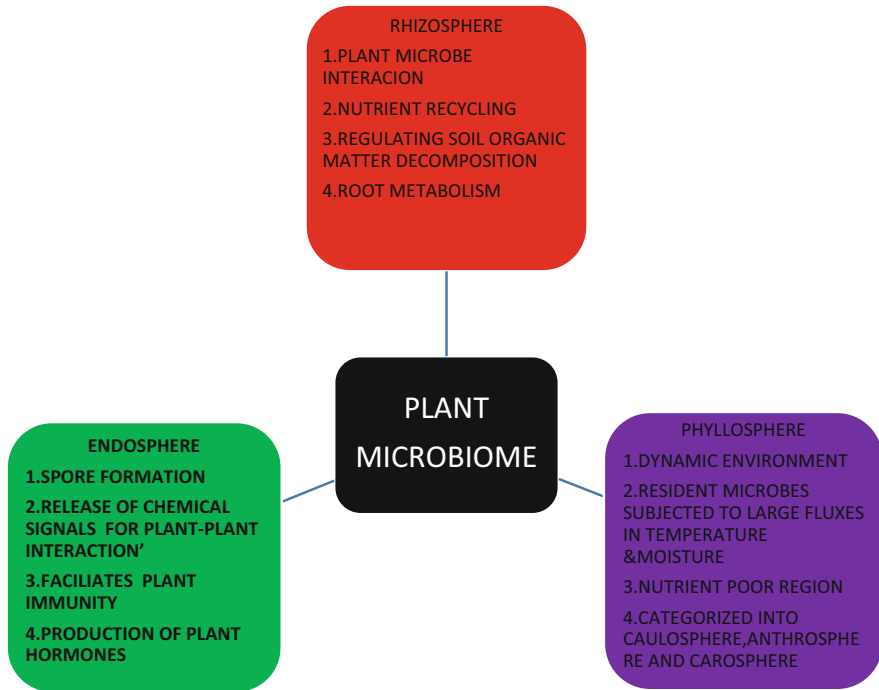 RHIZOSPHERE
1.PLANT MICROBE
INTERACION
2.NUTRIENT RECYCLING
3.REGULATING SOIL ORGANIC
MATTER DECOMPOSITION
4.ROOT METABOLISM
PLANT
MICROBIOME
ENDOSPHERE
1.SPORE FORMATION
2.RELEASE OF CHEMICAL
SIGNALS FOR PLANT-PLANT
INTERACTION’
3.FACILIATES PLANT
IMMUNITY
4.PRODUCTION OF PLANT
HORMONES
PHYLLOSPHERE
1.DYNAMIC ENVIRONMENT
2.RESIDENT MICROBES
SUBJECTED TO LARGE FLUXES
IN TEMPERATURE
&MOISTURE
3.NUTRIENT POOR REGION
4.CATEGORIZED INTO
CAULOSPHERE,ANTHROSPHE
RE AND CAROSPHERE